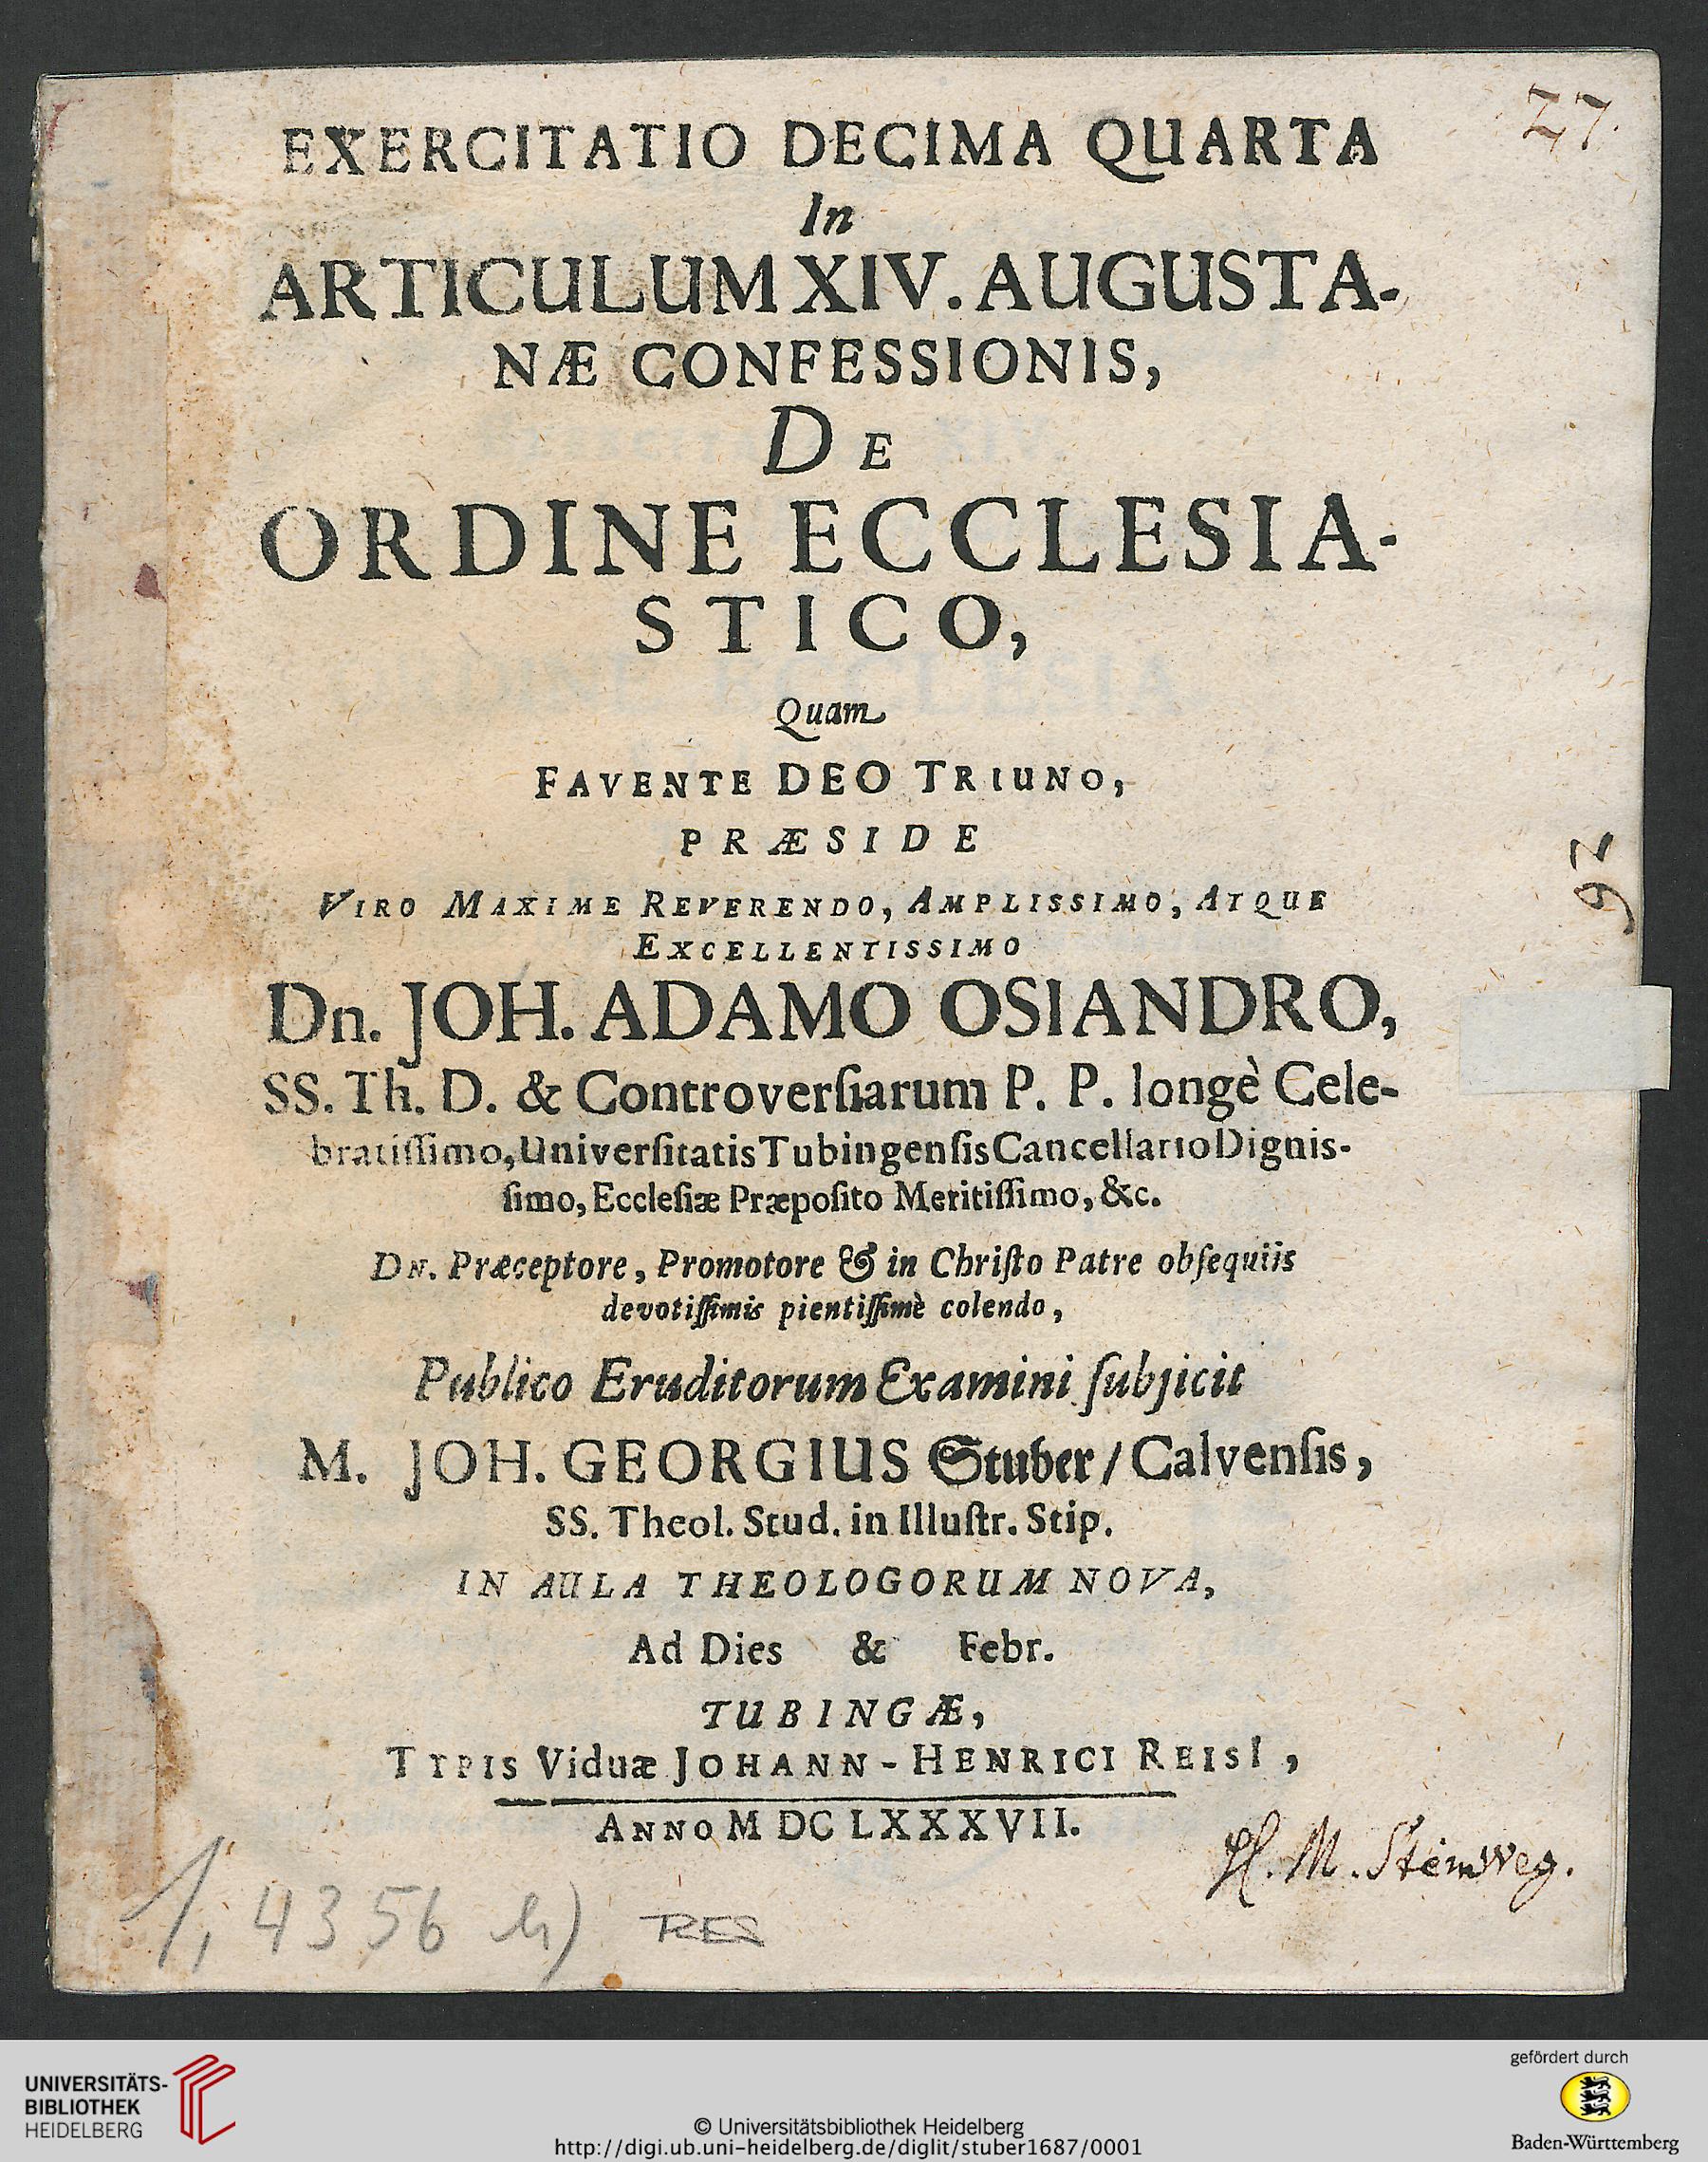 27.
EXERCITATIO DECIMA QUARTA
In
ARTICULUM XIV. AUGUSTA-
NÆ CONFESSIONIS,
DE
ORDINE ECCLESIA-
STICO,
Quam
FAVENTE DEO TRIUNO,
PRÆSIDE
VIRO MAXIME REVERENDO, AMPLISSIMO, ATQUE
EXCELLENTISSIMO
92
Dn. JOH. ADAMO OSIANDRO,
SS. Th. D. & Controverſiarum P. P. longè Cele-
bratiſſimo, Univerſitatis Tubingenſis Cancellario Dignis-
ſimo, Eccleſiæ Præpoſito Meritiſſimo, &c.
DN. Præceptore, Promotore & in Chriſto Patre obſequiis
devotiſſimis pientiſſimè colendo,
Publico Eruditorum Examini ſubjicit
M. JOH. GEORGIUS Stuber / Calvenſis,
SS. Theol. Stud. in Illuſtr. Stip.
IN AULA THEOLOGORUM NOVA,
Ad Dies & Febr.
TUBINGÆ,
TYPIS Viduæ JOHANN-HENRICI REISI,
ANNO M DC LXXXVII.
H. M. Steinweg.
1, 4356 h) RES
UNIVERSITÄTS-
BIBLIOTHEK
HEIDELBERG
© Universitätsbibliothek Heidelberg
http://digi.ub.uni-heidelberg.de/diglit/stuber1687/0001
gefördert durch
Baden-Württemberg